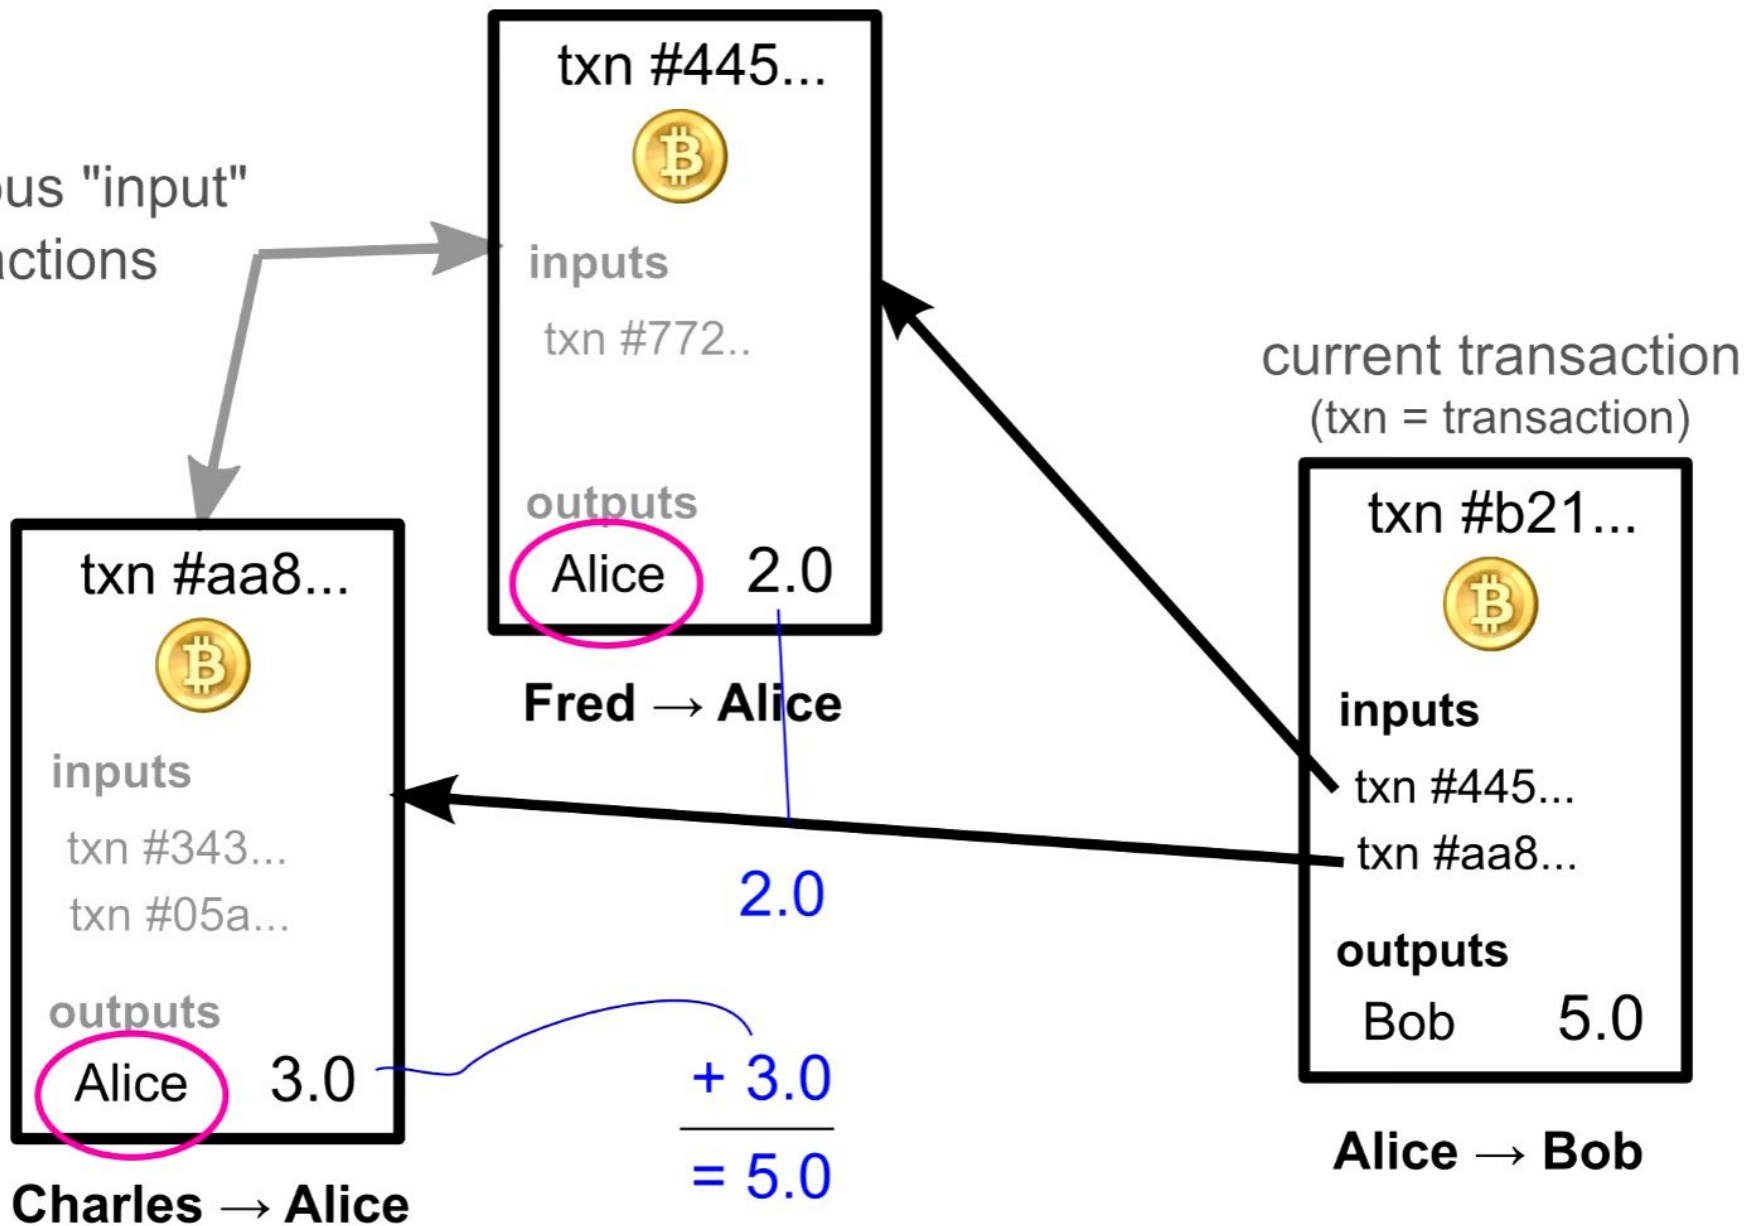 "input"
txn #445...
inputs
txn #772..
outputs
Alice 2.0
Fred → Alice
txn #aa8...
inputs
txn #343...
txn #05a...
outputs
Alice 3.0
Charles → Alice
2.0
+ 3.0
= 5.0
current transaction
(txn = transaction)
txn #b21...
inputs
txn #445...
txn #aa8...
outputs
Bob 5.0
Alice → Bob